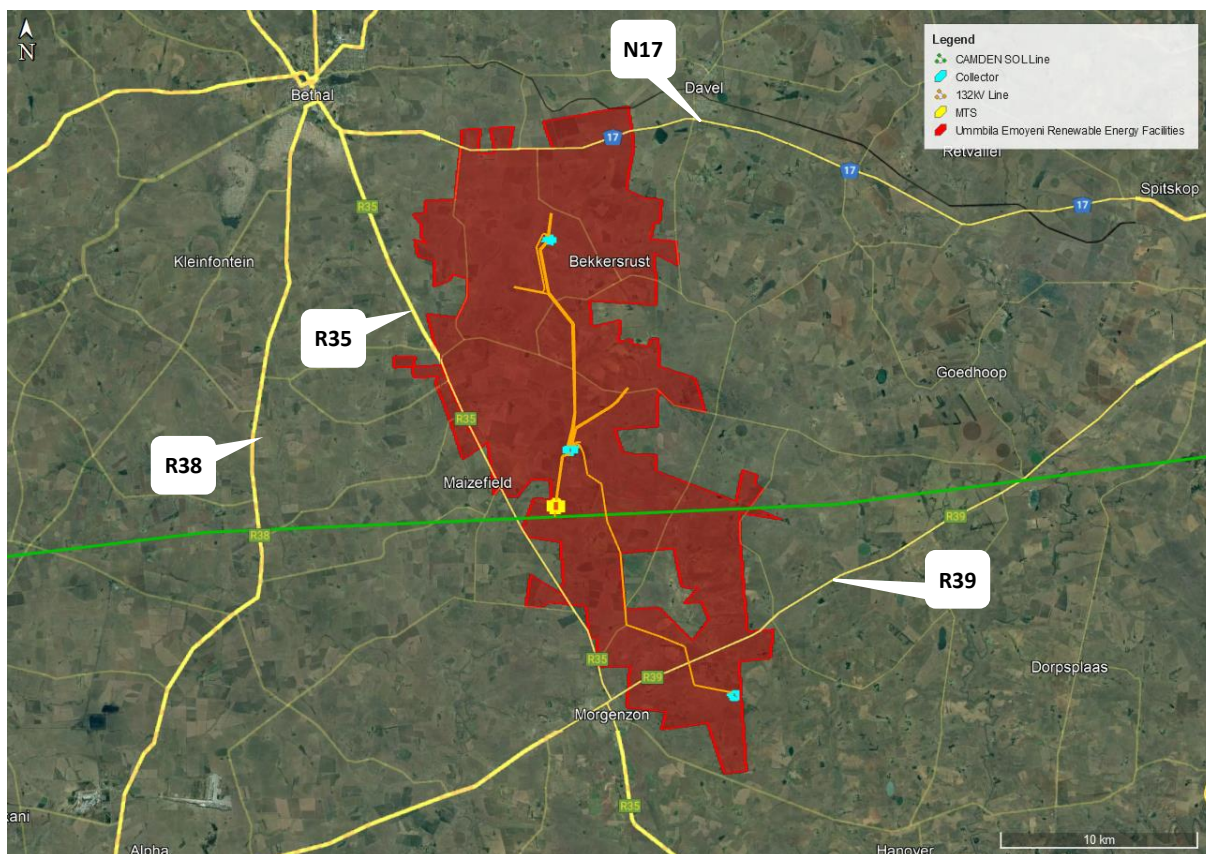 N
N17
Legend
CAMDEN SOL Line
Collector
132kV Line
MTS
Ummbila Emoyeni Renewable Energy Facilities
Davel
Bethal
17
Retvallei
17
Spitskop
17
R35
Kleinfontein
Bekkersrust
R35
Goedhoop
R35
R38
Maizefield
R39
R38
R39
Dorpsplaas
R35
R39
Morgenzon
R35
10 km
Alpha
Hanover